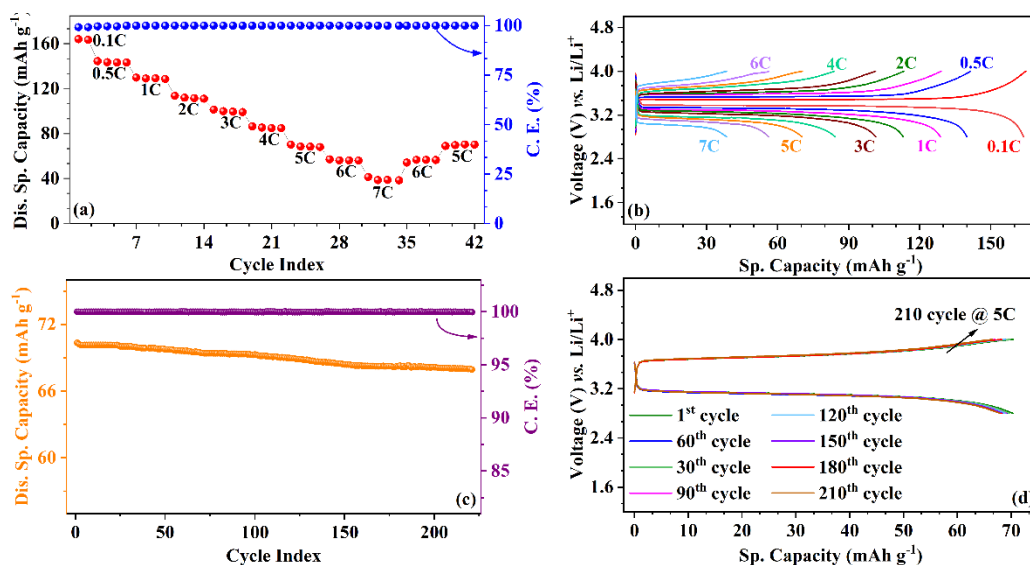 Dis. Sp. Capacity (mAh g⁻¹)
160
120
80
40
0
0.1C
0.5C
1C
2C
3C
4C
5C
6C
7C
6C
5C
(a)
7
14
21
28
35
42
Cycle Index
100
75
50
25
0
C. E. (%)
Voltage (V) vs. Li/Li⁺
4.8
4.0
3.2
2.4
1.6
6C
4C
2C
0.5C
7C
5C
3C
1C
0.1C
(b)
0
30
60
90
120
150
Sp. Capacity (mAh g⁻¹)
Dis. Sp. Capacity (mAh g⁻¹)
72
66
60
(c)
0
50
100
150
200
Cycle Index
100
95
90
85
C. E. (%)
Voltage (V) vs. Li/Li⁺
4.8
4.0
3.2
2.4
1.6
210 cycle @ 5C
1ˢᵗ cycle
60ᵗʰ cycle
30ᵗʰ cycle
90ᵗʰ cycle
120ᵗʰ cycle
150ᵗʰ cycle
180ᵗʰ cycle
210ᵗʰ cycle
(d)
0
10
20
30
40
50
60
70
Sp. Capacity (mAh g⁻¹)